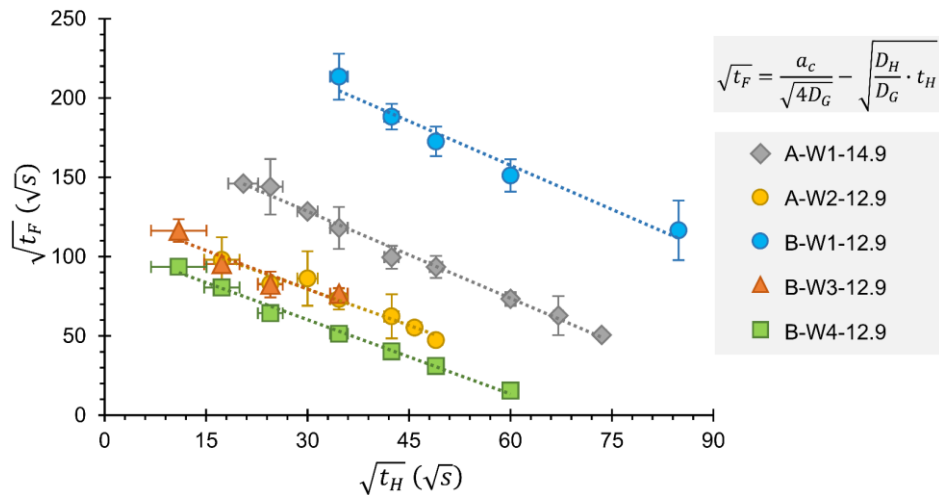 250
200
150
100
50
0
0 15 30 45 60 75 90
√t_F (√s)
√t_H (√s)
√t_F = a_c/√4D_G − √(D_H/D_G · t_H)
A-W1-14.9
A-W2-12.9
B-W1-12.9
B-W3-12.9
B-W4-12.9